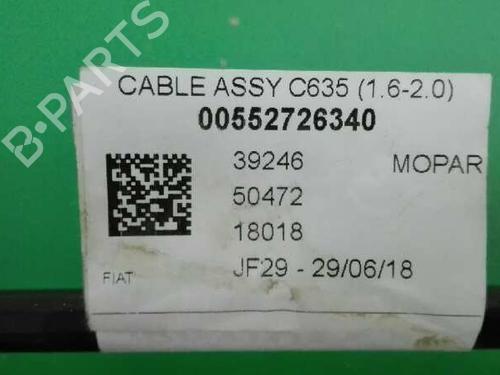 CABLE ASSY C635 (1.6-2.0)
00552726340
39246 MOPAR
50472
18018
JF29 - 29/06/18
FIAT
B-PARTS